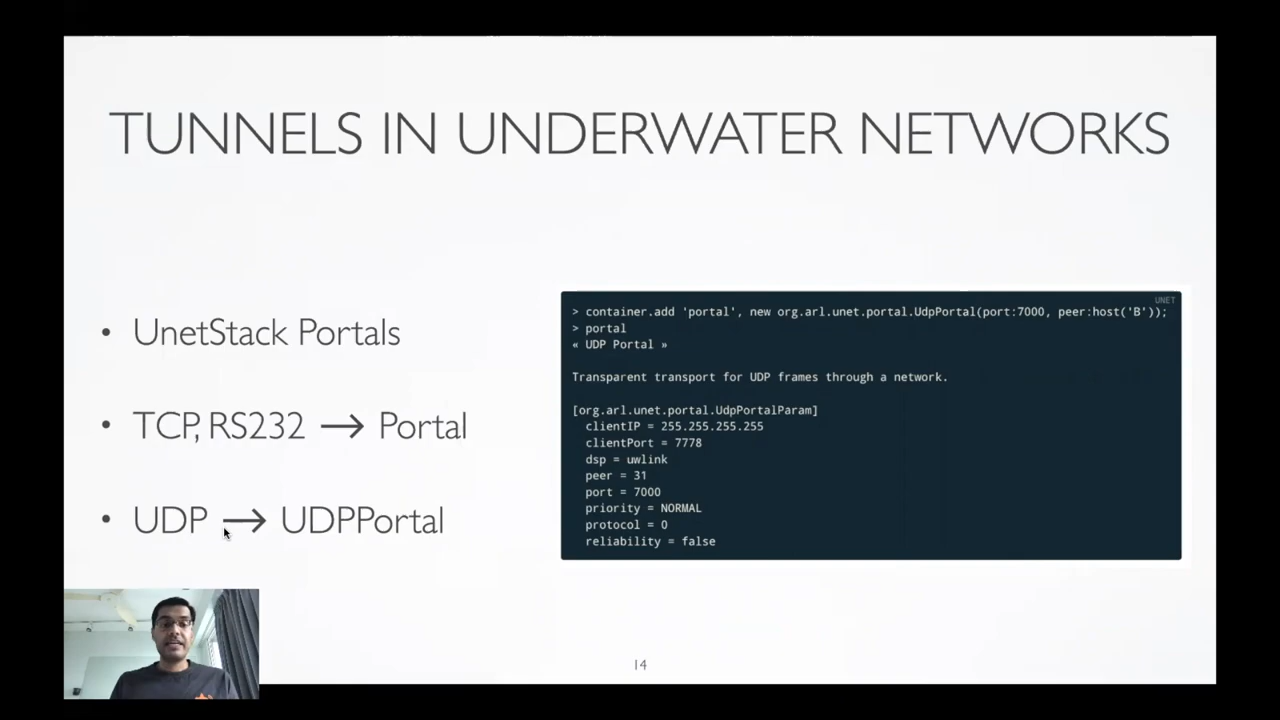 TUNNELS IN UNDERWATER NETWORKS
• UnetStack Portals
• TCP, RS232 → Portal
• UDP → UDPPortal
UNET
> container.add 'portal', new org.arl.unet.portal.UdpPortal(port:7000, peer:host('B'));
> portal
« UDP Portal »
Transparent transport for UDP frames through a network.
[org.arl.unet.portal.UdpPortalParam]
clientIP = 255.255.255.255
clientPort = 7778
dsp = uwlink
peer = 31
port = 7000
priority = NORMAL
protocol = 0
reliability = false
14